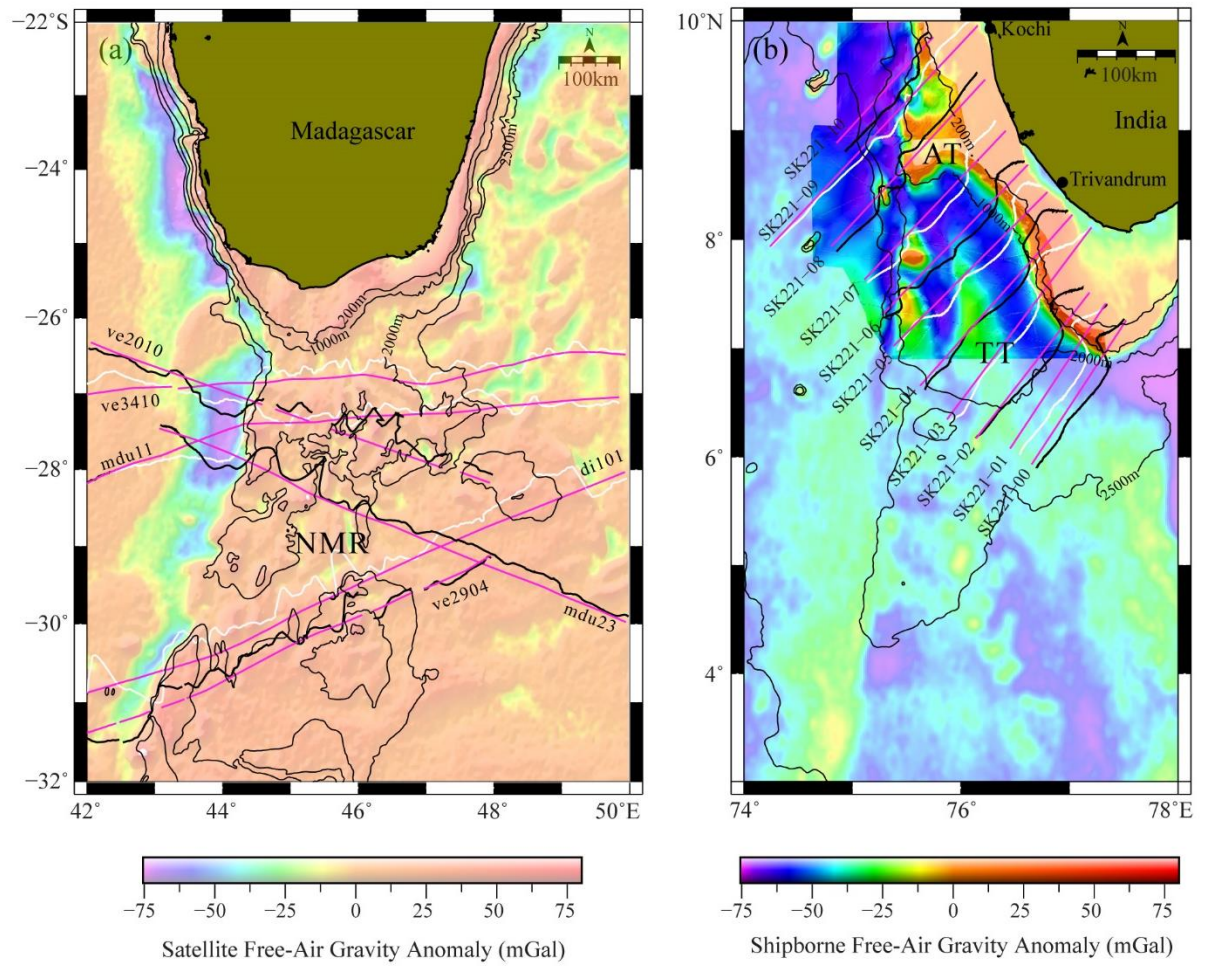 −22°S
(a)
N
100km
Madagascar
−24°
2500m
−26°
200m
1000m
2000m
ve2010
ve3410
mdu11
−28°
di101
NMR
ve2904
mdu23
−30°
−32°
42
44
46
48
50°E
−75
−50
−25
0
25
50
75
Satellite Free-Air Gravity Anomaly (mGal)
10°N
(b)
Kochi
N
100km
India
SK221−10
200m
AT
Trivandrum
SK221−09
1000m
8°
SK221−08
SK221−07
SK221−06
SK221−05
TT
2000m
SK221−04
SK221−03
SK221−02
SK221−01
SK221−00
6°
2500m
4°
74
76
78°E
−75
−50
−25
0
25
50
75
Shipborne Free-Air Gravity Anomaly (mGal)